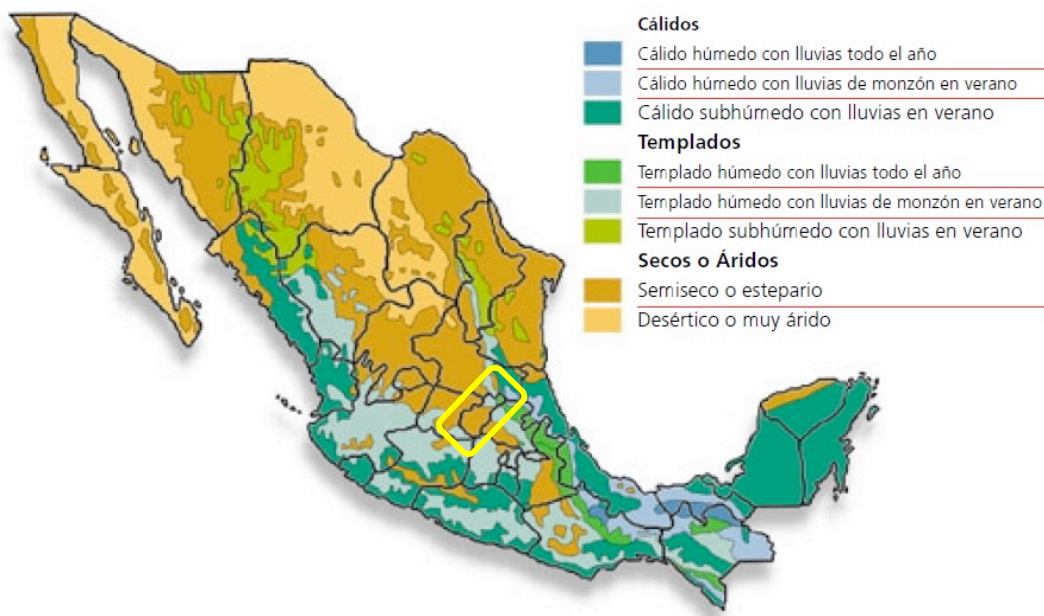 Cálidos
Cálido húmedo con lluvias todo el año
Cálido húmedo con lluvias de monzón en verano
Cálido subhúmedo con lluvias en verano
Templados
Templado húmedo con lluvias todo el año
Templado húmedo con lluvias de monzón en verano
Templado subhúmedo con lluvias en verano
Secos o Áridos
Semiseco o estepario
Desértico o muy árido